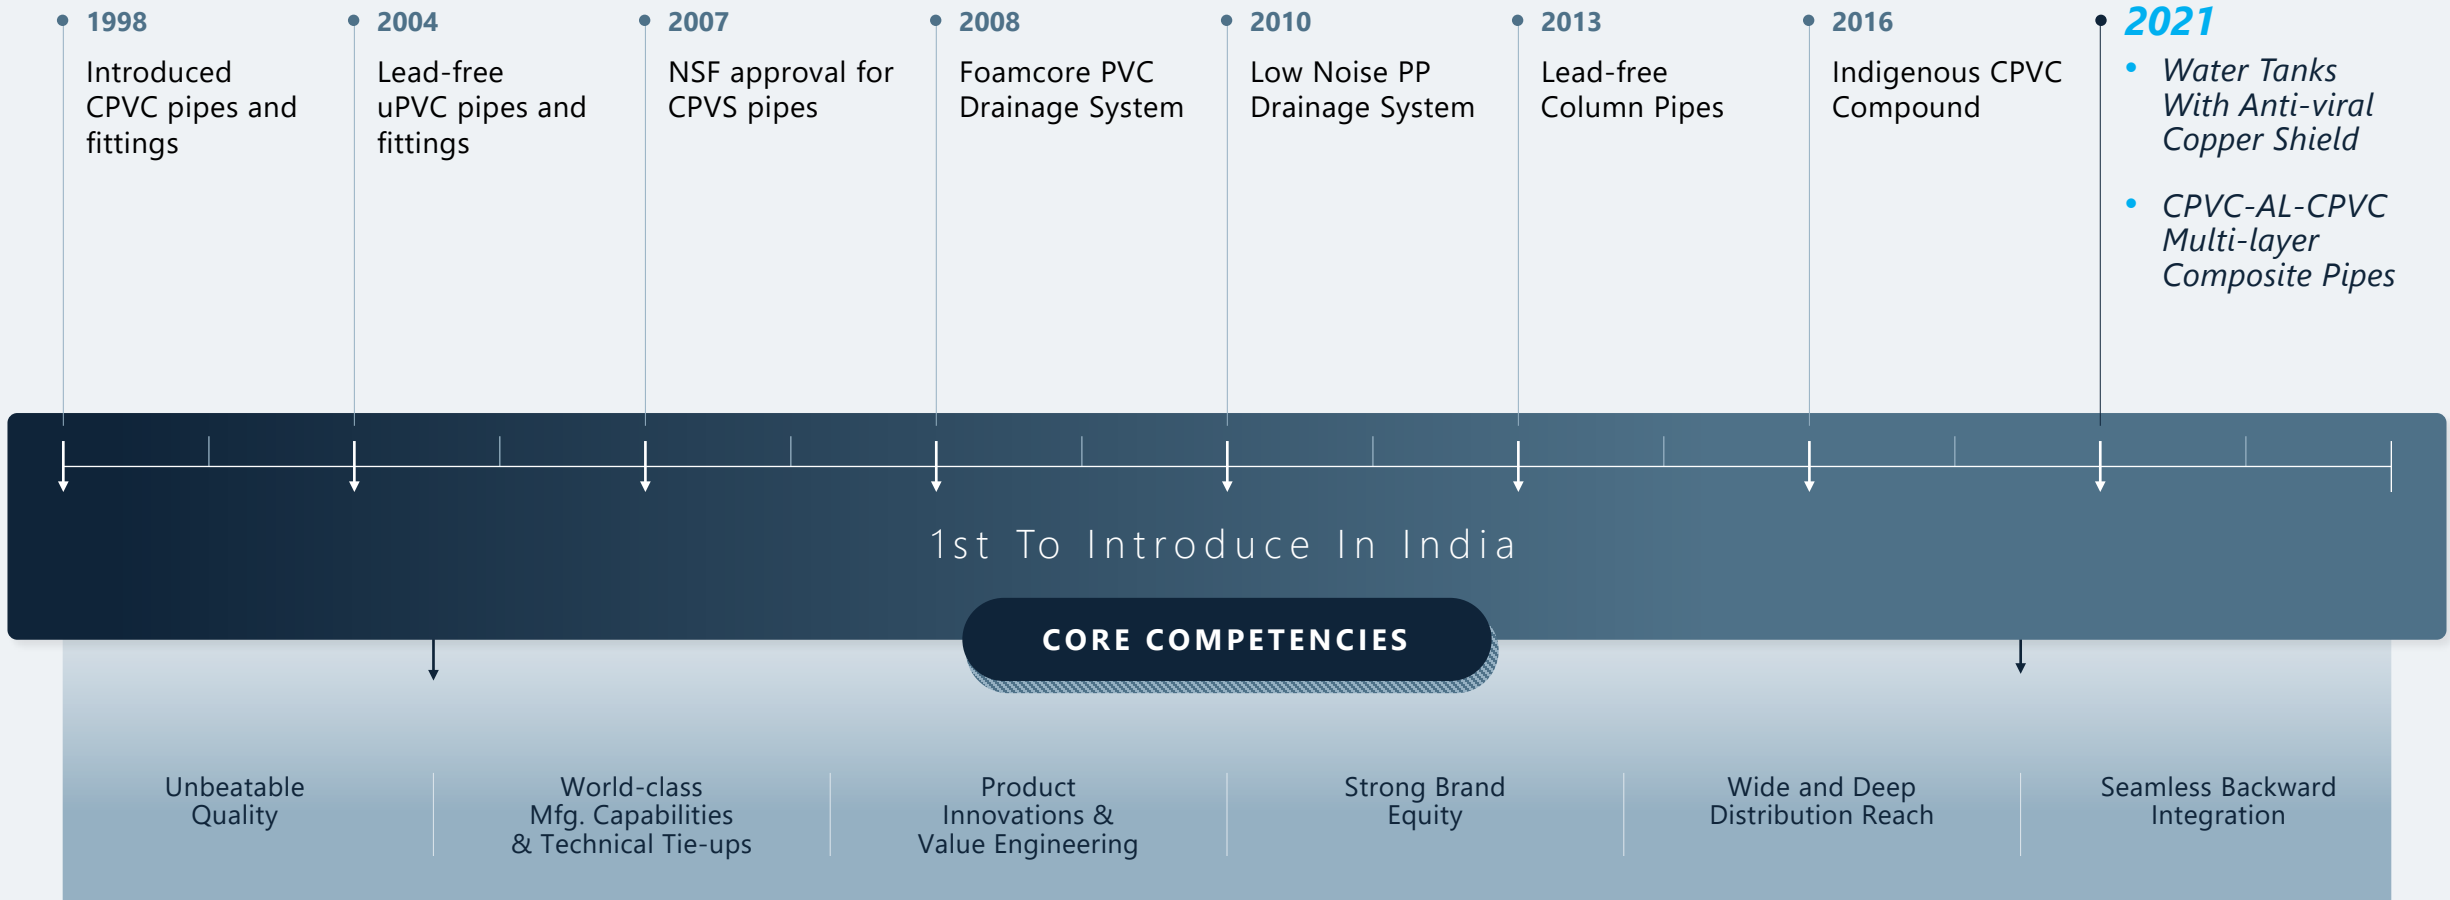 1998
Introduced
CPVC pipes and
fittings
2004
Lead-free
uPVC pipes and
fittings
2007
NSF approval for
CPVS pipes
2008
Foamcore PVC
Drainage System
2010
Low Noise PP
Drainage System
2013
Lead-free
Column Pipes
2016
Indigenous CPVC
Compound
2021
• Water Tanks
With Anti-viral
Copper Shield
• CPVC-AL-CPVC
Multi-layer
Composite Pipes
1st To Introduce In India
CORE COMPETENCIES
Unbeatable
Quality
World-class
Mfg. Capabilities
& Technical Tie-ups
Product
Innovations &
Value Engineering
Strong Brand
Equity
Wide and Deep
Distribution Reach
Seamless Backward
Integration